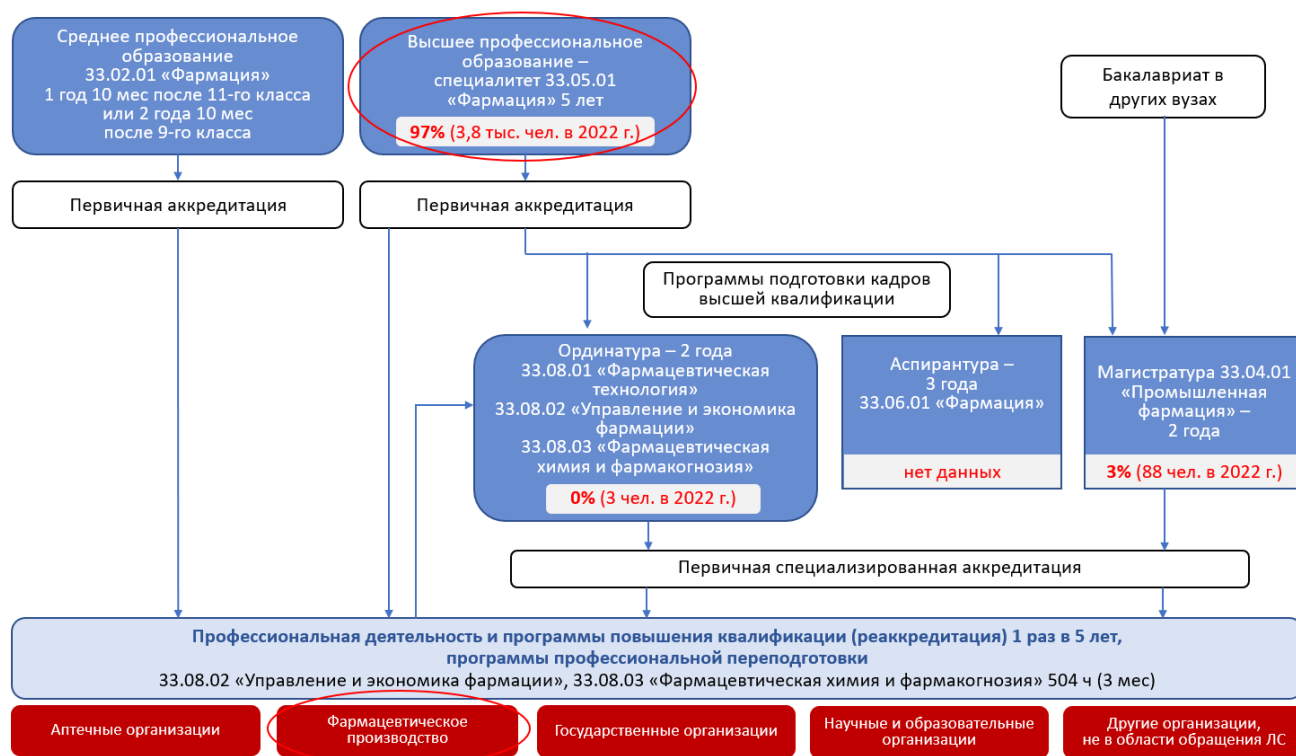 Среднее профессиональное
образование
33.02.01 «Фармация»
1 год 10 мес после 11-го класса
или 2 года 10 мес
после 9-го класса
Высшее профессиональное
образование –
специалитет 33.05.01
«Фармация» 5 лет
97% (3,8 тыс. чел. в 2022 г.)
Бакалавриат в
других вузах
Первичная аккредитация
Первичная аккредитация
Программы подготовки кадров
высшей квалификации
Ординатура – 2 года
33.08.01 «Фармацевтическая
технология»
33.08.02 «Управление и экономика
фармации»
33.08.03 «Фармацевтическая
химия и фармакогнозия»
0% (3 чел. в 2022 г.)
Аспирантура –
3 года
33.06.01 «Фармация»
нет данных
Магистратура 33.04.01
«Промышленная
фармация» –
2 года
3% (88 чел. в 2022 г.)
Первичная специализированная аккредитация
Профессиональная деятельность и программы повышения квалификации (реаккредитация) 1 раз в 5 лет,
программы профессиональной переподготовки
33.08.02 «Управление и экономика фармации», 33.08.03 «Фармацевтическая химия и фармакогнозия» 504 ч (3 мес)
Аптечные организации
Фармацевтическое
производство
Государственные организации
Научные и образовательные
организации
Другие организации,
не в области обращения ЛС